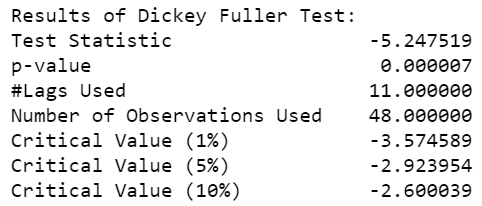 Results of Dickey Fuller Test:
Test Statistic -5.247519
p-value 0.000007
#Lags Used 11.000000
Number of Observations Used 48.000000
Critical Value (1%) -3.574589
Critical Value (5%) -2.923954
Critical Value (10%) -2.600039